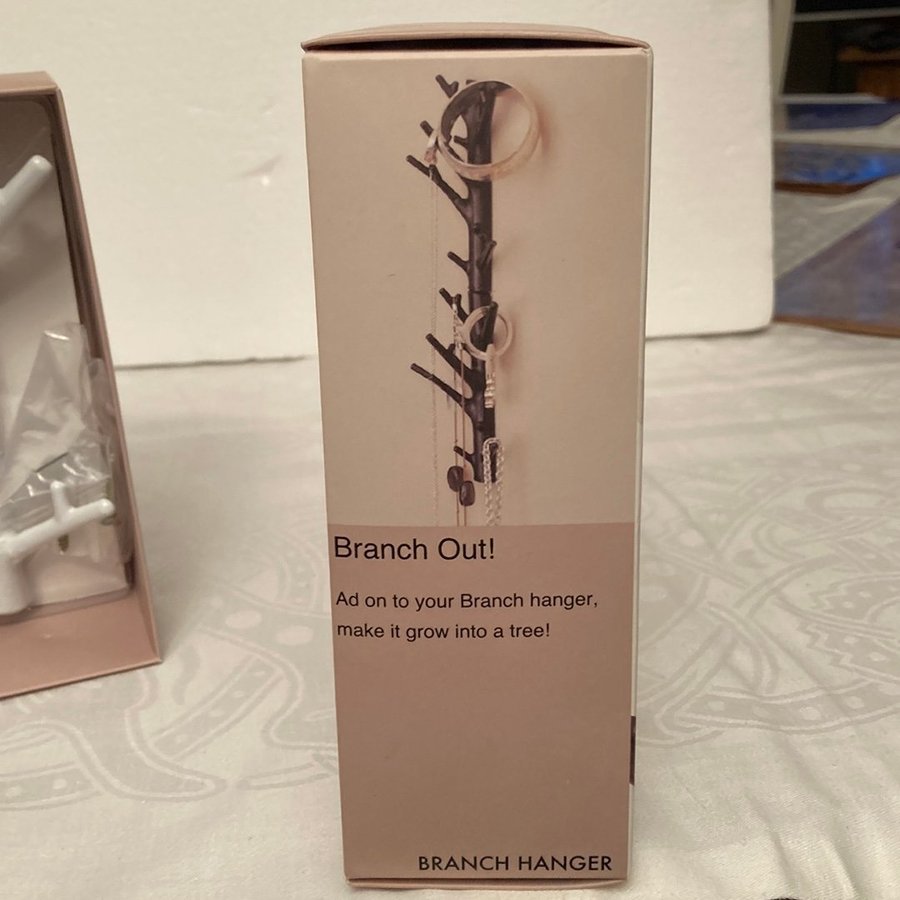 Branch Out!
Ad on to your Branch hanger,
make it grow into a tree!
BRANCH HANGER